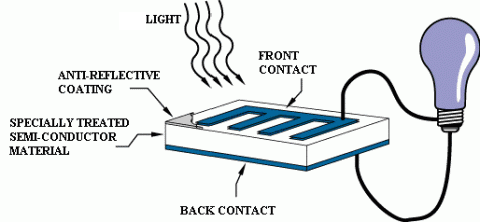 LIGHT
FRONT
CONTACT
ANTI-REFLECTIVE
COATING
SPECIALLY TREATED
SEMI-CONDUCTOR
MATERIAL
BACK CONTACT